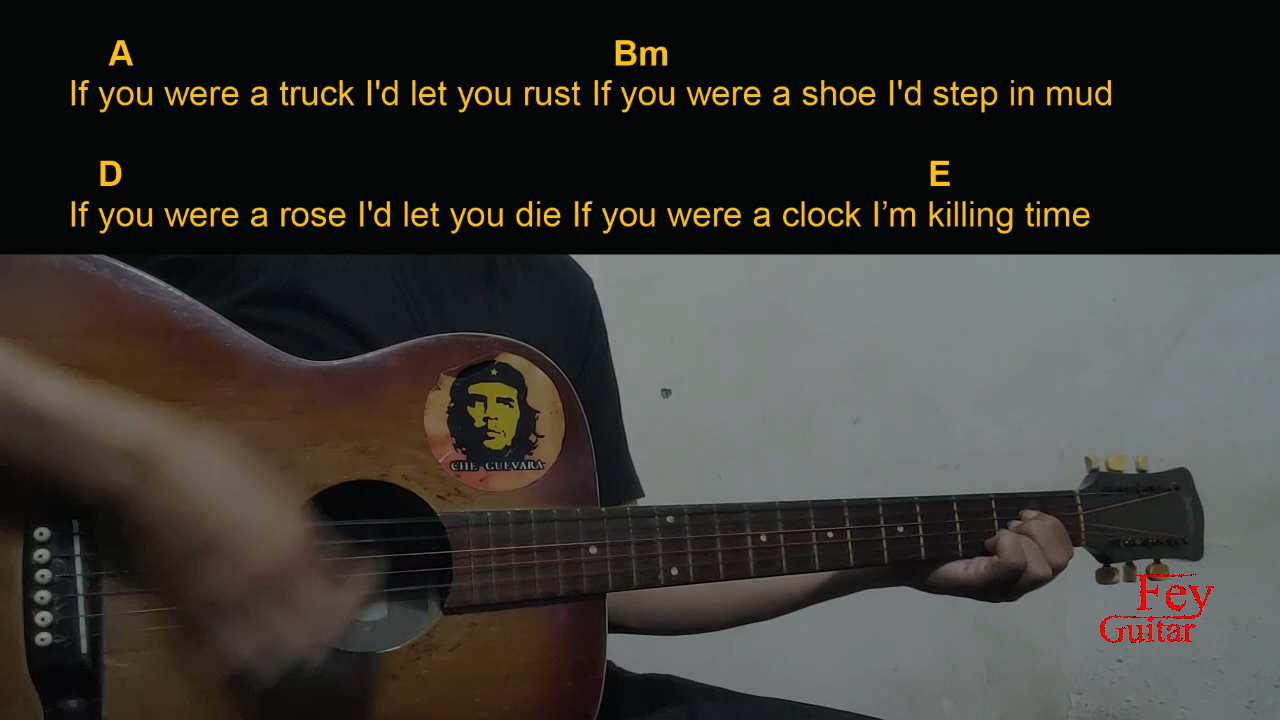 A Bm
If you were a truck I'd let you rust If you were a shoe I'd step in mud
D E
If you were a rose I'd let you die If you were a clock I’m killing time
CHE GUEVARA
Fey
Guitar